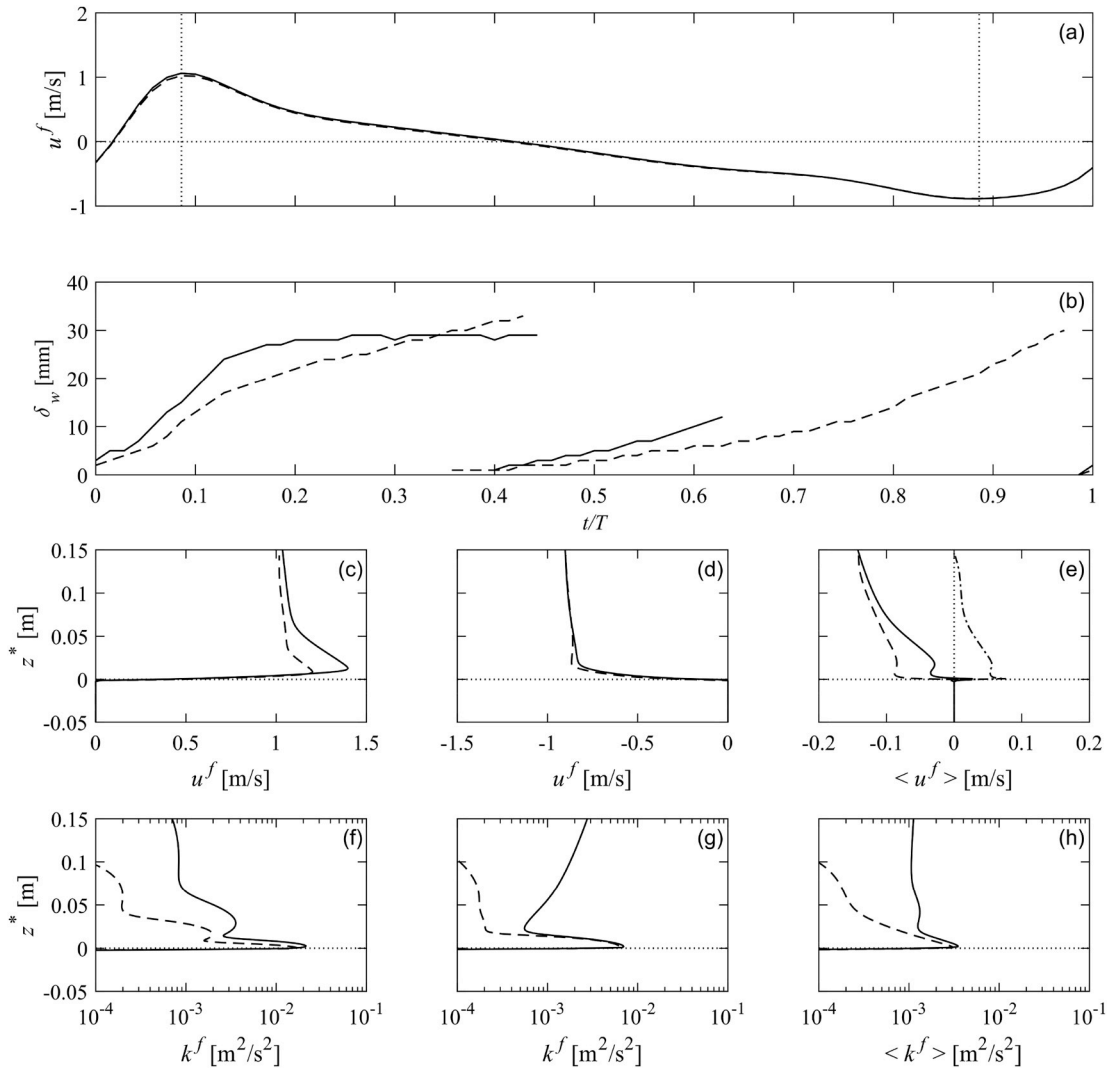 2
1
0
-1
u^f [m/s]
(a)
40
30
20
10
0
δ_w [mm]
(b)
0 0.1 0.2 0.3 0.4 0.5 0.6 0.7 0.8 0.9 1
t/T
0.15
0.1
0.05
0
-0.05
z* [m]
(c)
0 0.5 1 1.5
u^f [m/s]
(d)
-1.5 -1 -0.5 0
u^f [m/s]
(e)
-0.2 -0.1 0 0.1 0.2
< u^f > [m/s]
0.15
0.1
0.05
0
-0.05
z* [m]
(f)
10^-4 10^-3 10^-2 10^-1
k^f [m^2/s^2]
(g)
10^-4 10^-3 10^-2 10^-1
k^f [m^2/s^2]
(h)
10^-4 10^-3 10^-2 10^-1
< k^f > [m^2/s^2]